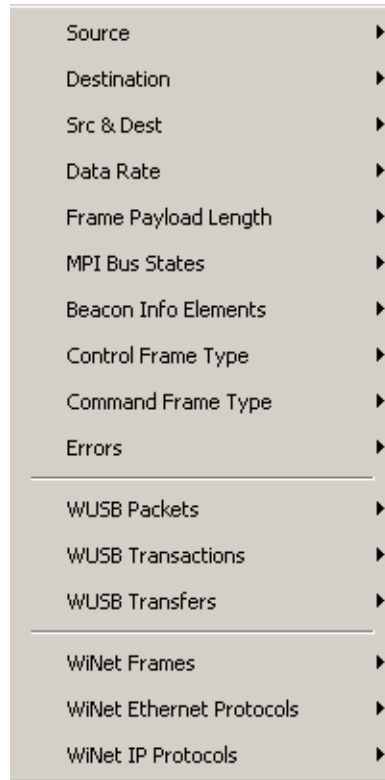 Source
Destination
Src & Dest
Data Rate
Frame Payload Length
MPI Bus States
Beacon Info Elements
Control Frame Type
Command Frame Type
Errors
WUSB Packets
WUSB Transactions
WUSB Transfers
WiNet Frames
WiNet Ethernet Protocols
WiNet IP Protocols